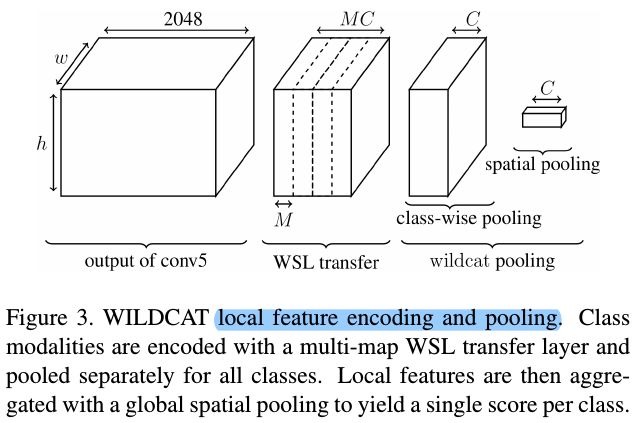 2048
MC
C
w
C
h
spatial pooling
M
class-wise pooling
output of conv5
WSL transfer
wildcat pooling
Figure 3. WILDCAT local feature encoding and pooling. Class
modalities are encoded with a multi-map WSL transfer layer and
pooled separately for all classes. Local features are then aggre-
gated with a global spatial pooling to yield a single score per class.